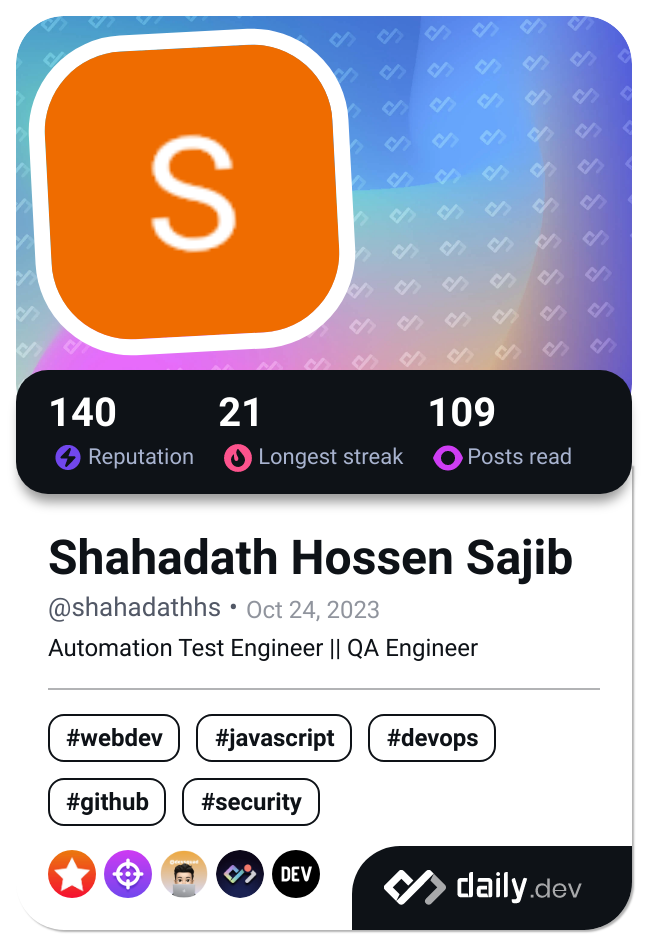 S
140 21 109
Reputation Longest streak Posts read
Shahadath Hossen Sajib
@shahadathhs • Oct 24, 2023
Automation Test Engineer || QA Engineer
#webdev #javascript #devops
#github #security
DEV
daily.dev